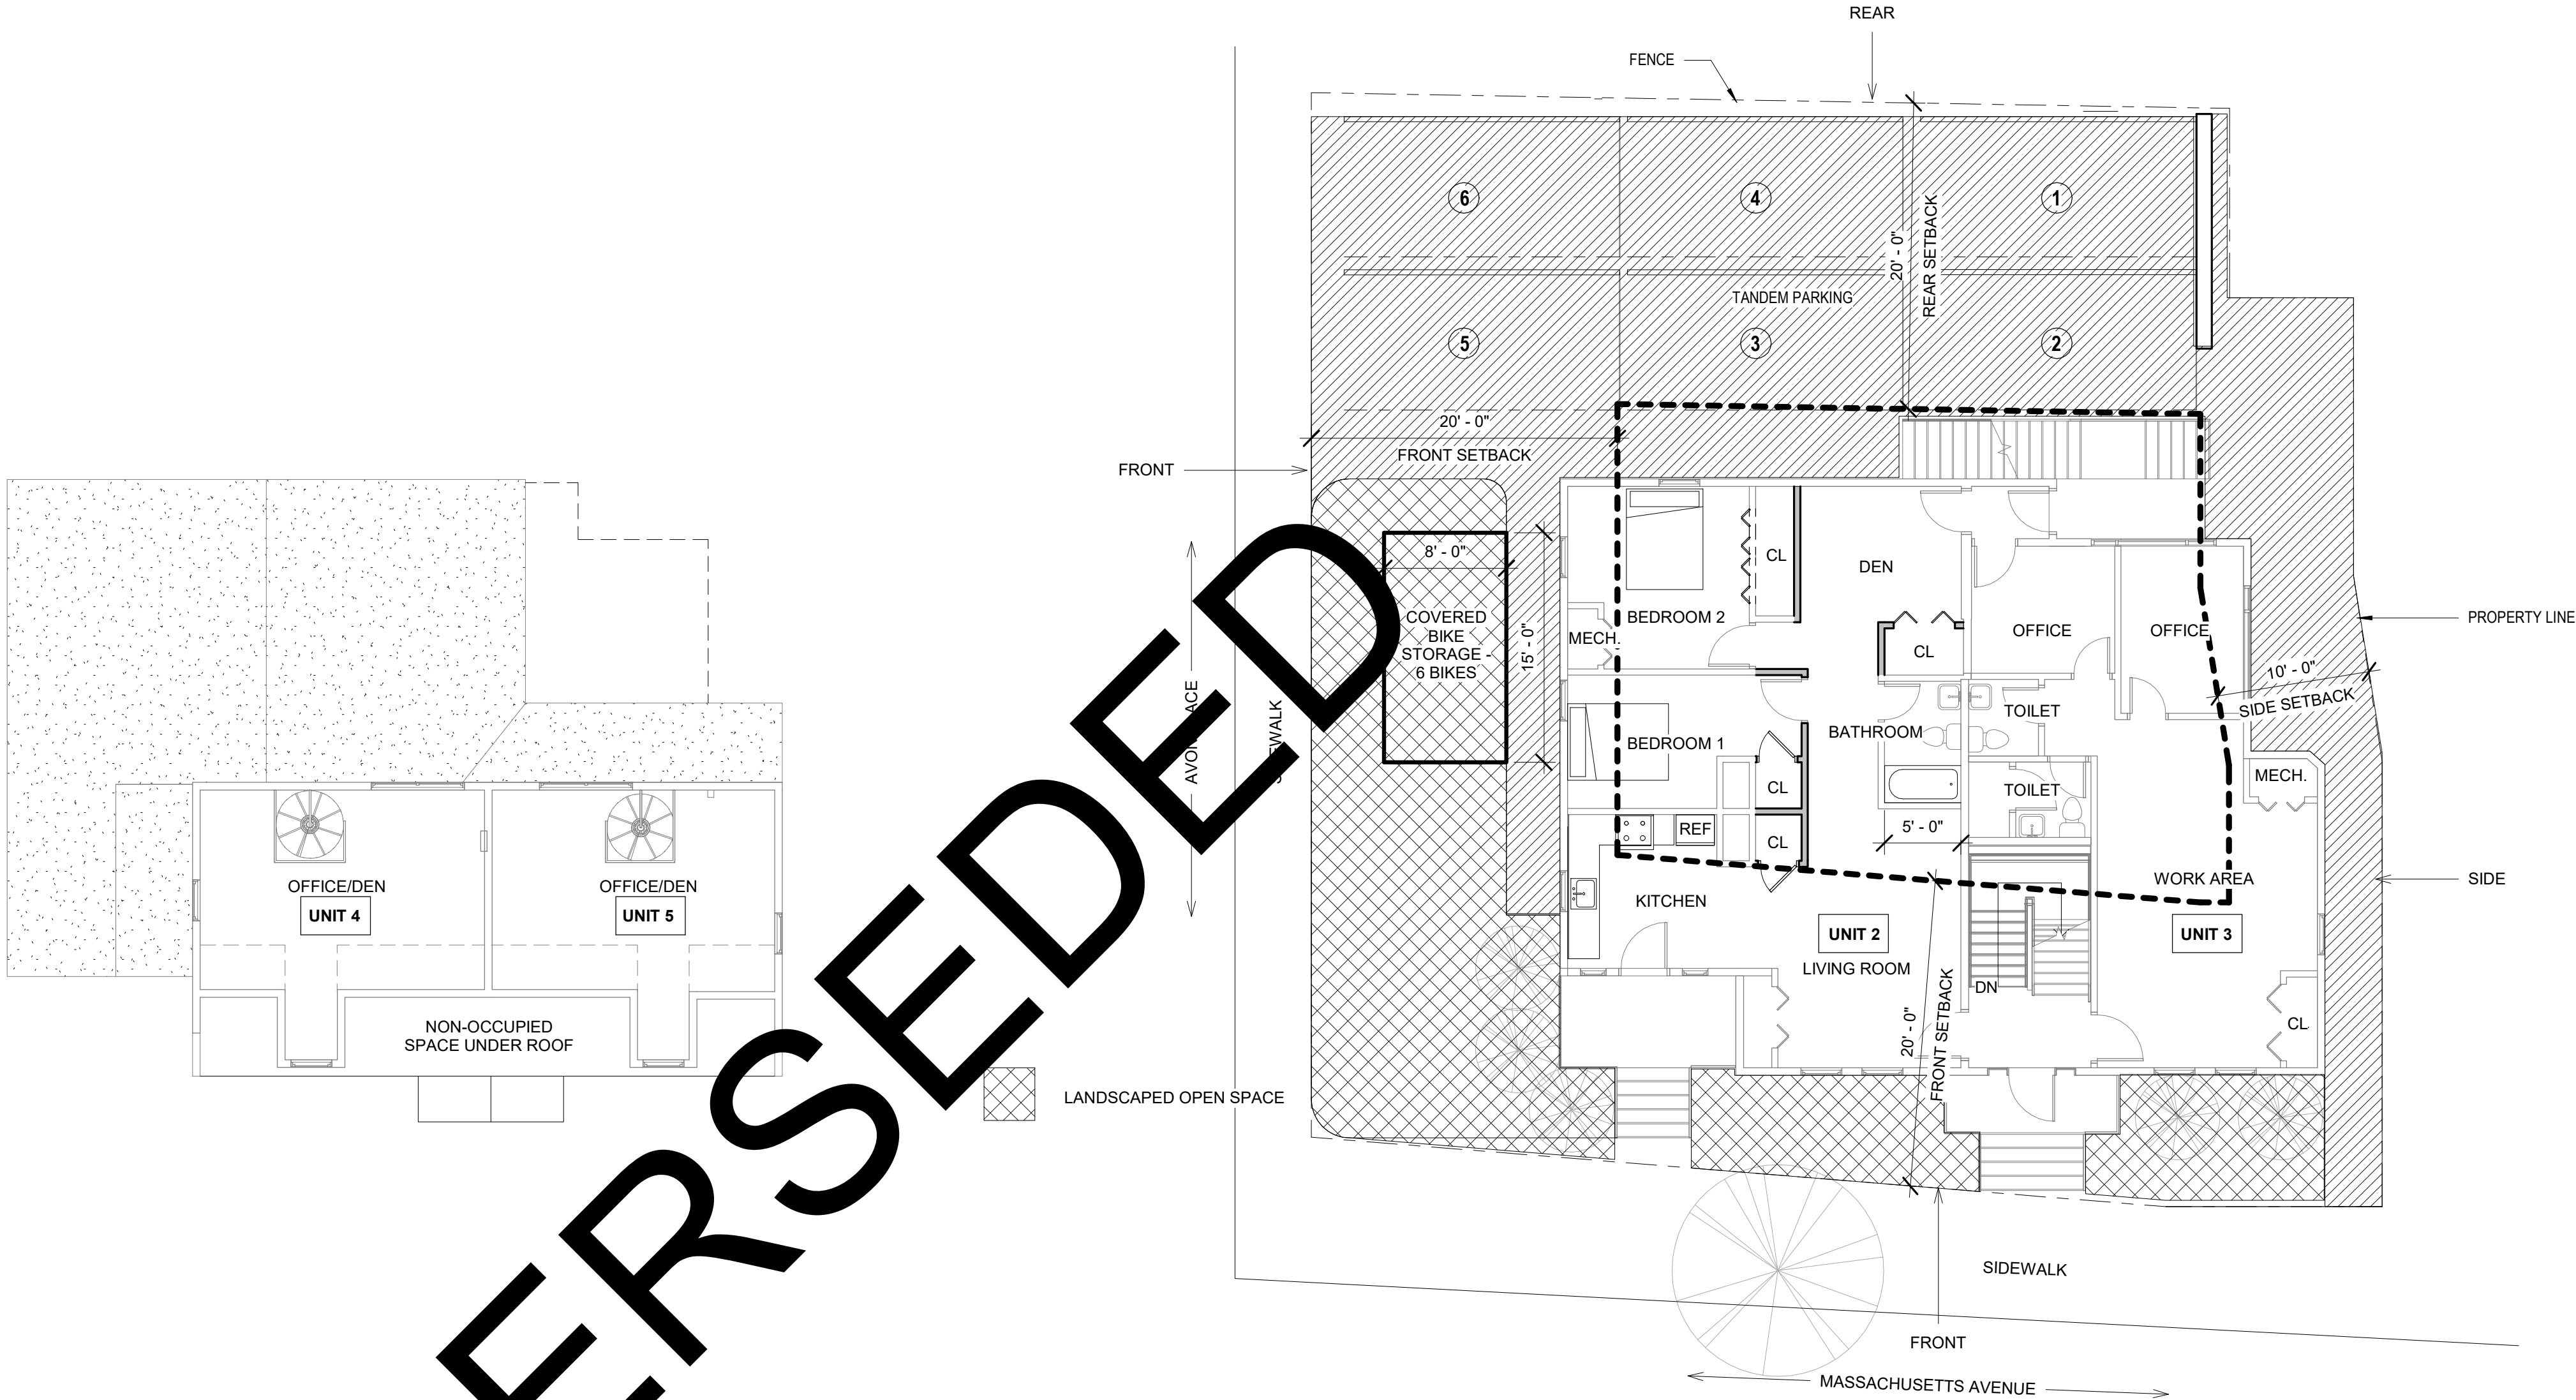 REAR
FENCE
6
4
1
20' - 0"
REAR SETBACK
TANDEM PARKING
5
3
2
20' - 0"
FRONT SETBACK
FRONT
8' - 0"
COVERED
BIKE
STORAGE -
6 BIKES
15' - 0"
SIDEWALK
CL
DEN
BEDROOM 2
MECH.
CL
OFFICE
OFFICE
PROPERTY LINE
10' - 0"
SIDE SETBACK
TOILET
BATHROOM
BEDROOM 1
CL
TOILET
MECH.
5' - 0"
REF
CL
KITCHEN
WORK AREA
SIDE
UNIT 2
UNIT 3
LIVING ROOM
DN
20' - 0"
FRONT SETBACK
CL
OFFICE/DEN
UNIT 4
OFFICE/DEN
UNIT 5
NON-OCCUPIED
SPACE UNDER ROOF
LANDSCAPED OPEN SPACE
SIDEWALK
FRONT
MASSACHUSETTS AVENUE
ERSEDED